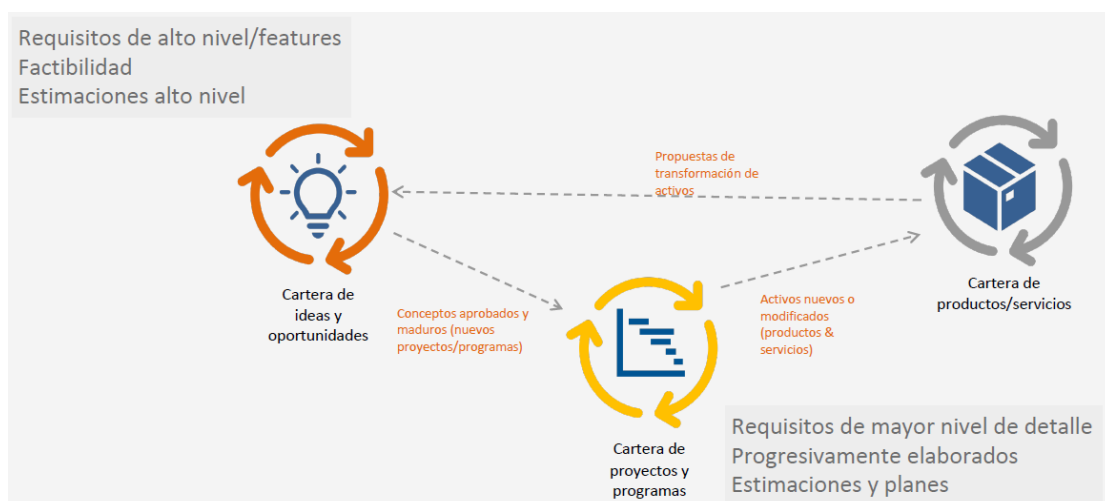 Requisitos de alto nivel/features
Factibilidad
Estimaciones alto nivel
Propuestas de
transformación de
activos
Cartera de
ideas y
oportunidades
Conceptos aprobados y
maduros (nuevos
proyectos/programas)
Activos nuevos o
modificados
(productos &
servicios)
Cartera de
productos/servicios
Cartera de
proyectos y
programas
Requisitos de mayor nivel de detalle
Progresivamente elaborados
Estimaciones y planes